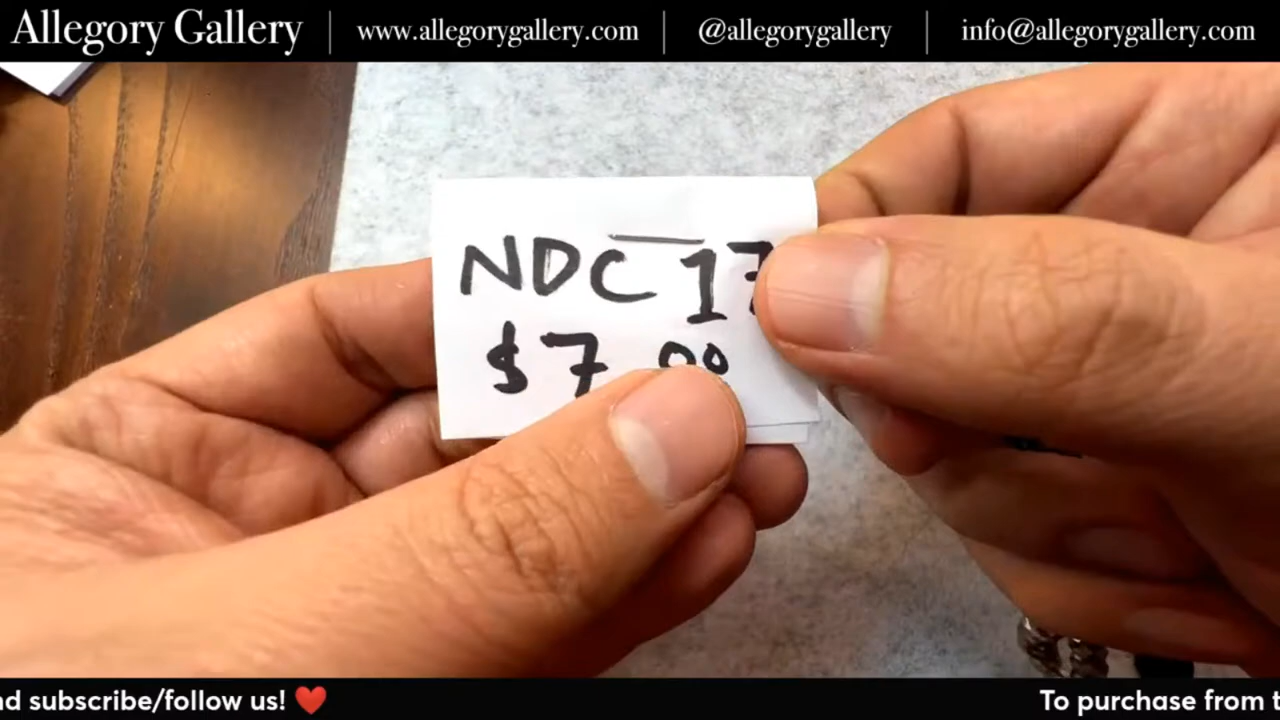 Allegory Gallery | www.allegorygallery.com | @allegorygallery | info@allegorygallery.com
NDC 17
$7.00
nd subscribe/follow us! ❤️
To purchase from t